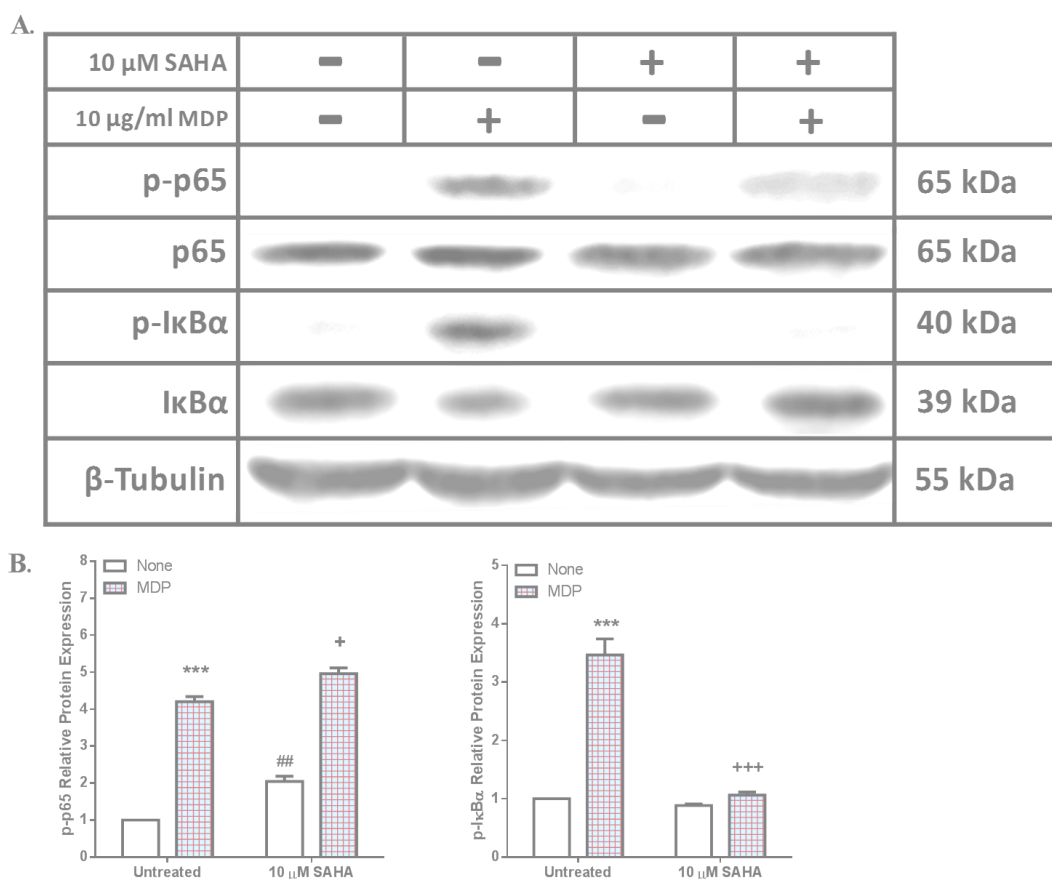 A.
10 µM SAHA - - + +
10 µg/ml MDP - + - +
p-p65 65 kDa
p65 65 kDa
p-IκBα 40 kDa
IκBα 39 kDa
β-Tubulin 55 kDa
B.
p-p65 Relative Protein Expression
8
7
6
5
4
3
2
1
0
None
MDP
***
##
+
Untreated 10 µM SAHA
p-IκBα Relative Protein Expression
5
4
3
2
1
0
None
MDP
***
+++
Untreated 10 µM SAHA